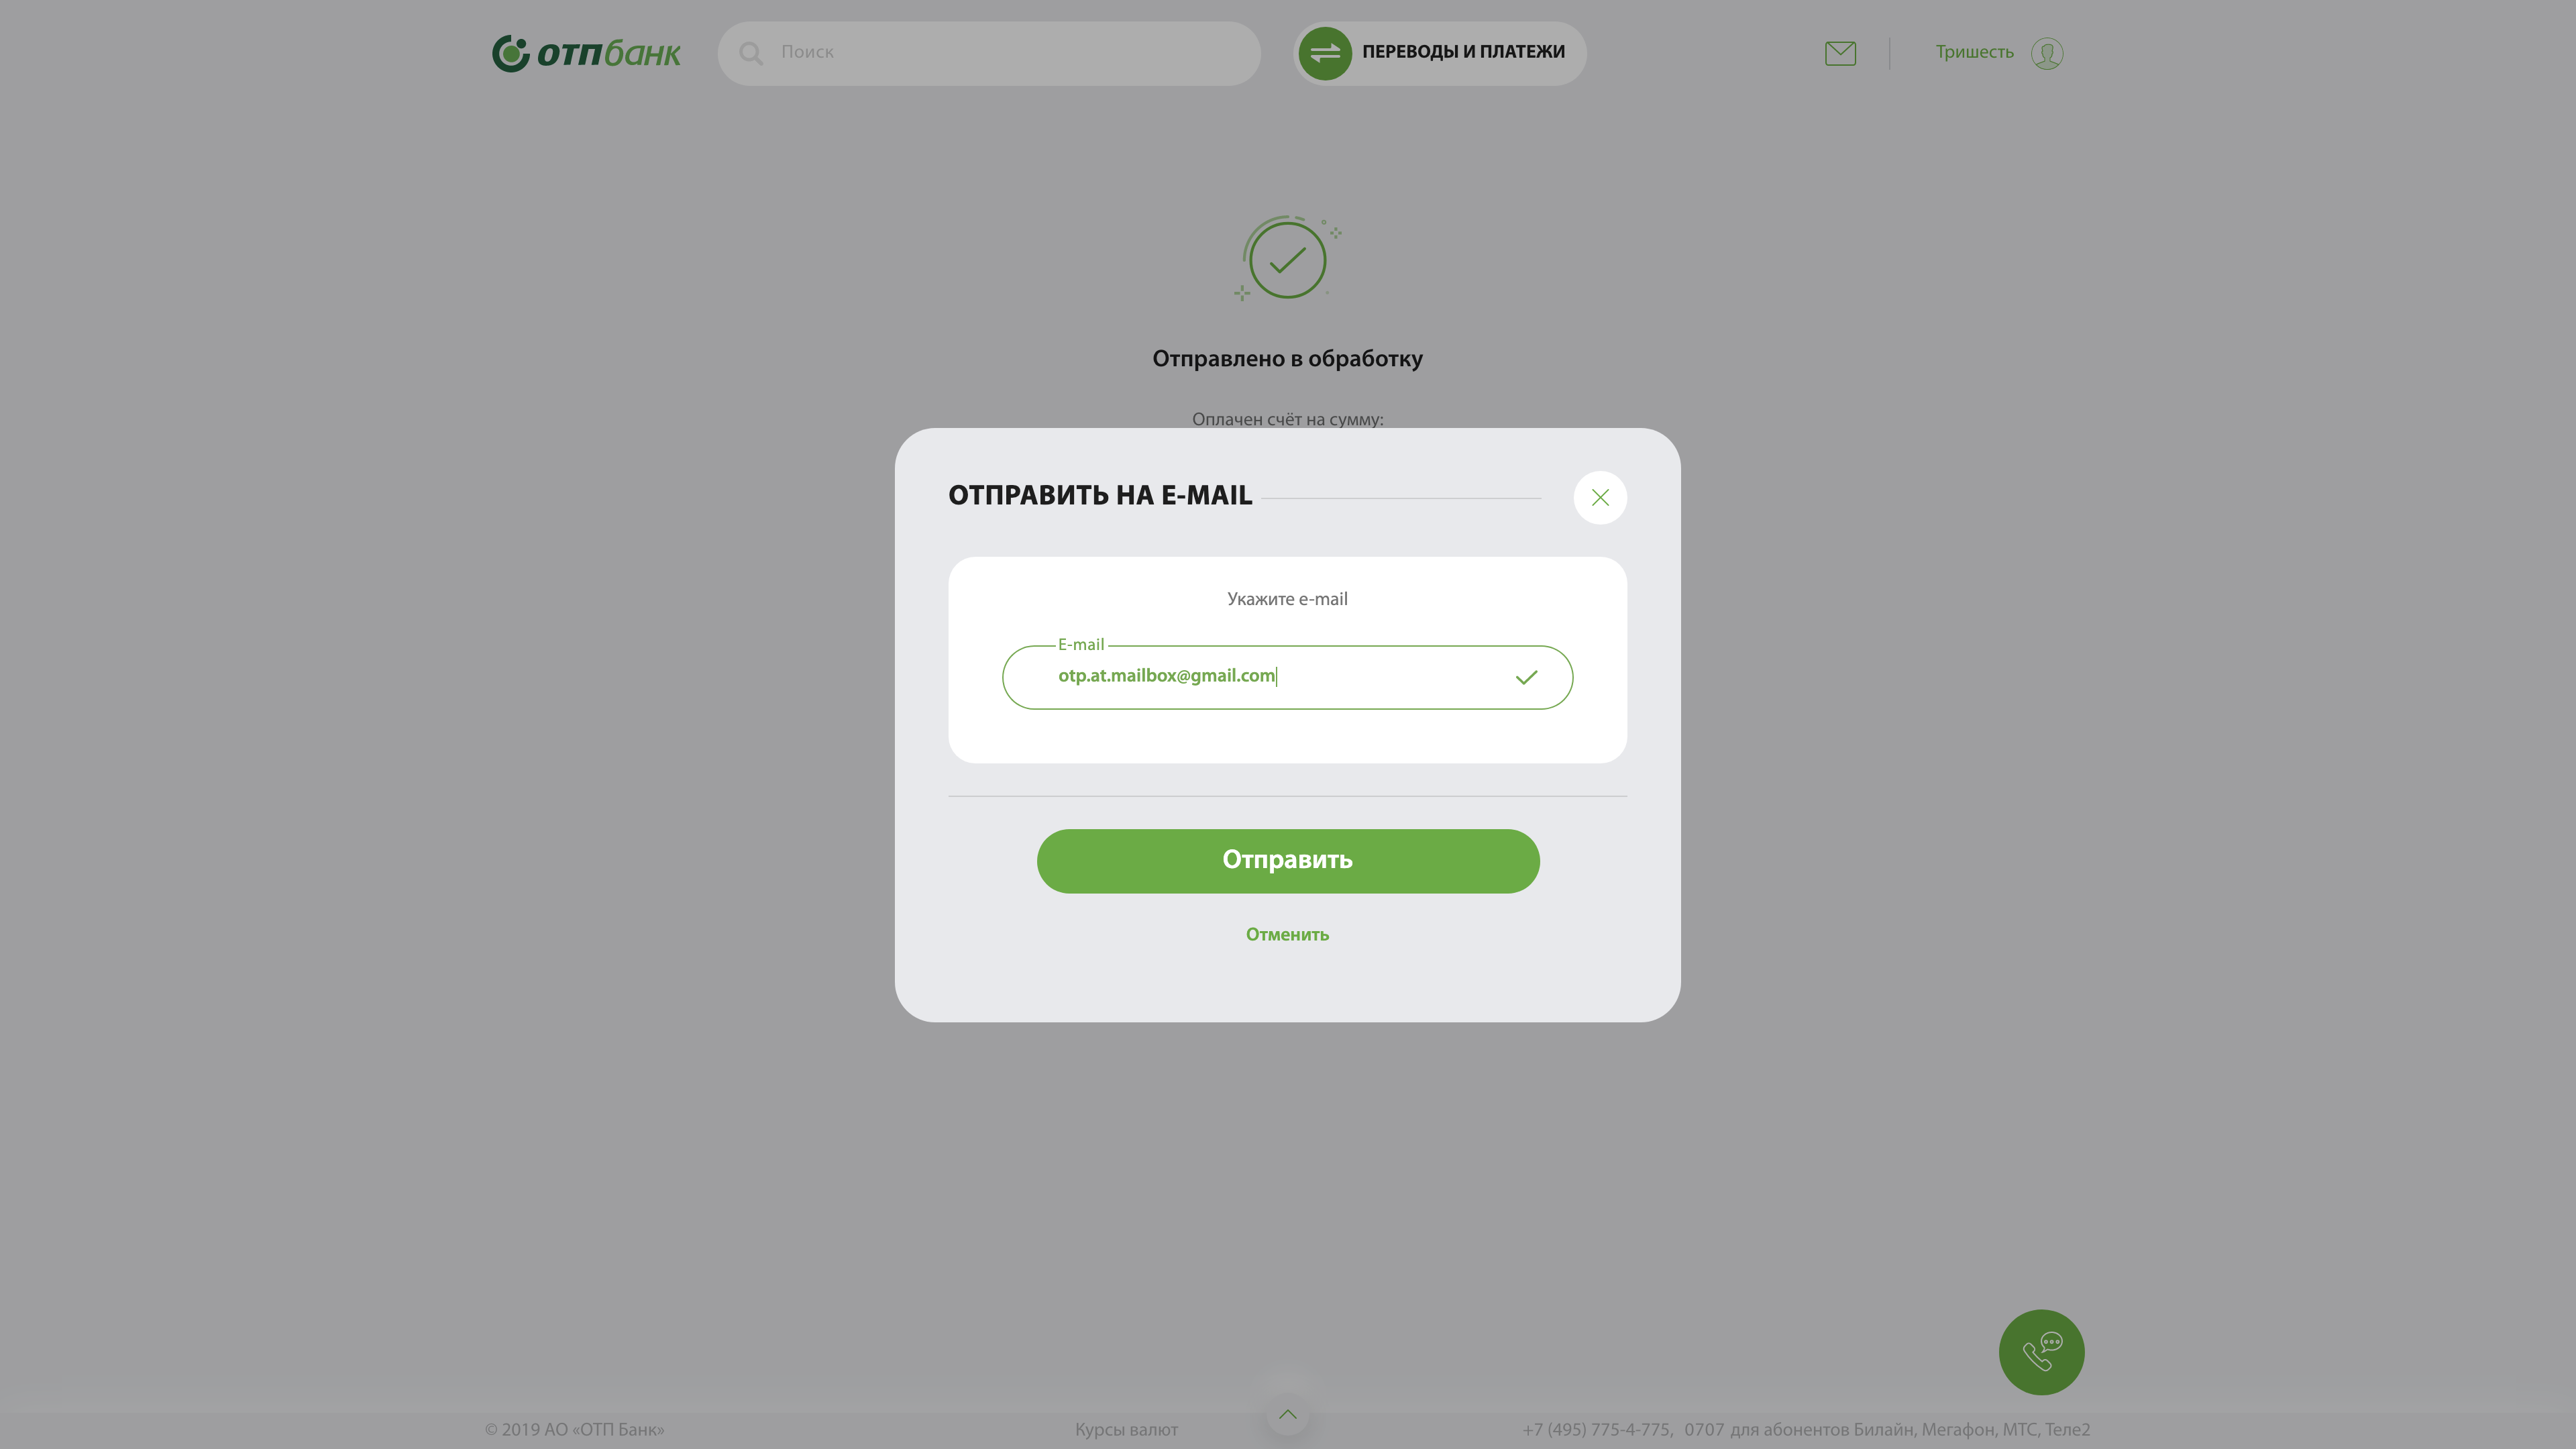 отпбанк
Поиск
ПЕРЕВОДЫ И ПЛАТЕЖИ
Тришесть
Отправлено в обработку
Оплачен счёт на сумму:
ОТПРАВИТЬ НА E-MAIL
Укажите e-mail
E-mail
otp.at.mailbox@gmail.com
Отправить
Отменить
© 2019 АО «ОТП Банк»
Курсы валют
+7 (495) 775-4-775, 0707 для абонентов Билайн, Мегафон, МТС, Теле2